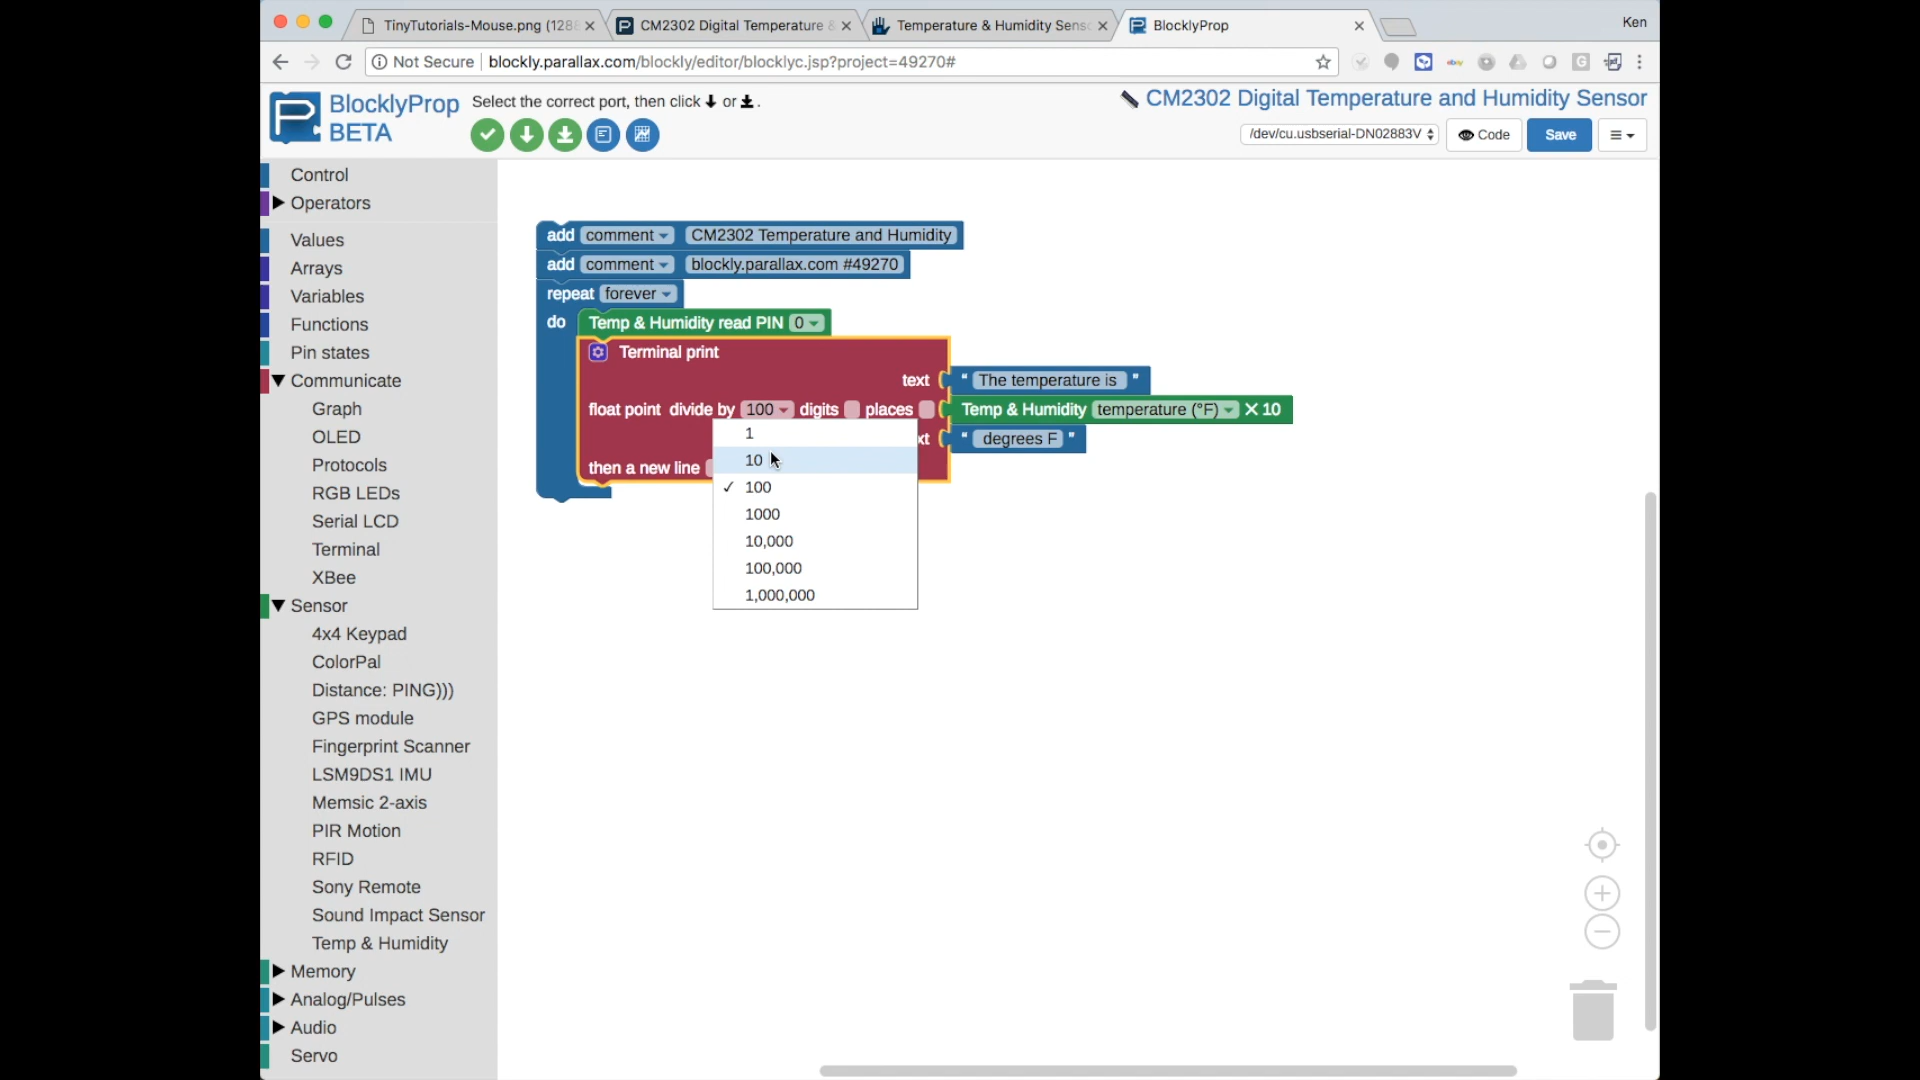 TinyTutorials-Mouse.png (128
CM2302 Digital Temperature &
Temperature & Humidity Sens
BlocklyProp
Ken
Not Secure
blockly.parallax.com/blockly/editor/blocklyc.jsp?project=49270#
BlocklyProp
BETA
Select the correct port, then click or .
CM2302 Digital Temperature and Humidity Sensor
/dev/cu.usbserial-DN02883V
Code
Save
Control
Operators
Values
Arrays
Variables
Functions
Pin states
Communicate
Graph
OLED
Protocols
RGB LEDs
Serial LCD
Terminal
XBee
Sensor
4x4 Keypad
ColorPal
Distance: PING)))
GPS module
Fingerprint Scanner
LSM9DS1 IMU
Memsic 2-axis
PIR Motion
RFID
Sony Remote
Sound Impact Sensor
Temp & Humidity
Memory
Analog/Pulses
Audio
Servo
add comment CM2302 Temperature and Humidity
add comment blockly.parallax.com #49270
repeat forever
do Temp & Humidity read PIN 0
Terminal print
text " The temperature is "
float point divide by 100 digits places Temp & Humidity temperature (°F) X 10
xt " degrees F "
then a new line
1
10
✓ 100
1000
10,000
100,000
1,000,000